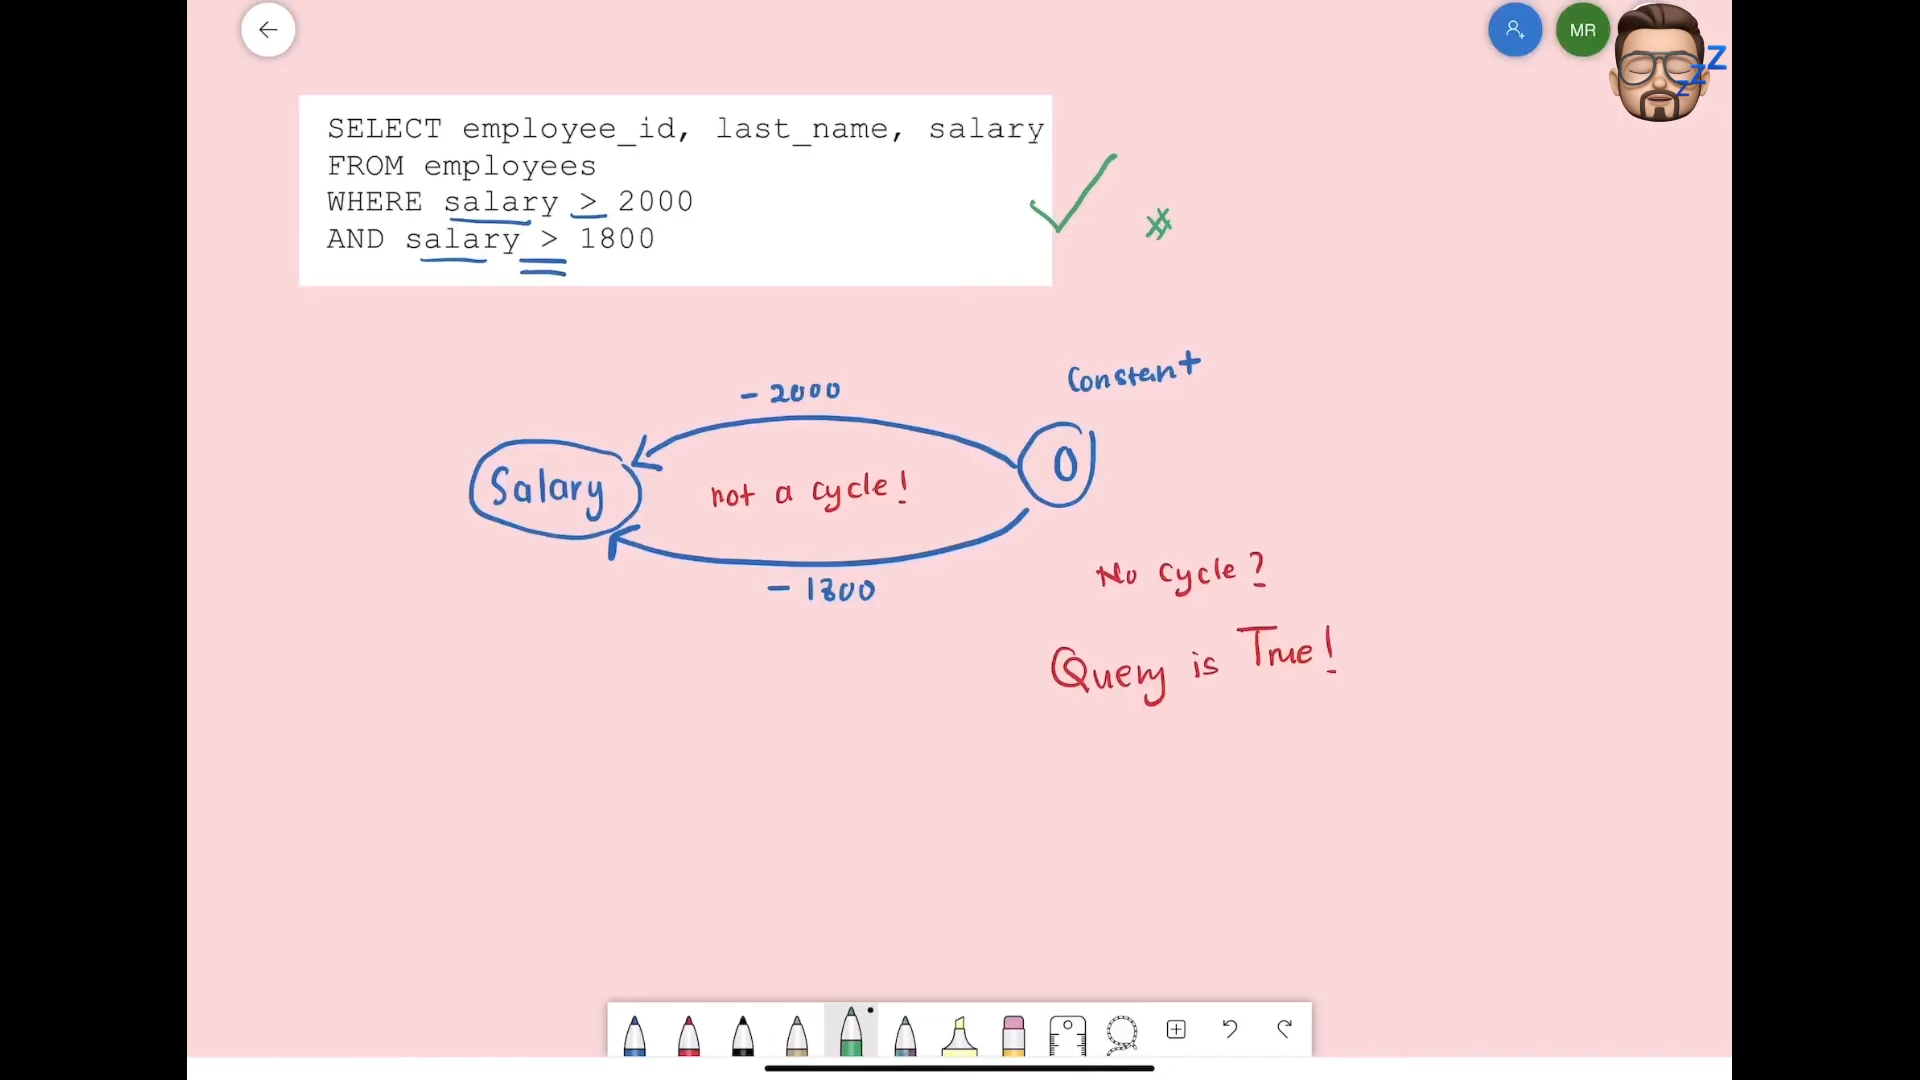 MR
z z Z
SELECT employee_id, last_name, salary
FROM employees
WHERE salary > 2000
AND salary > 1800
Constant
- 2000
Salary
not a cycle!
0
- 1800
No cycle?
Query is True!